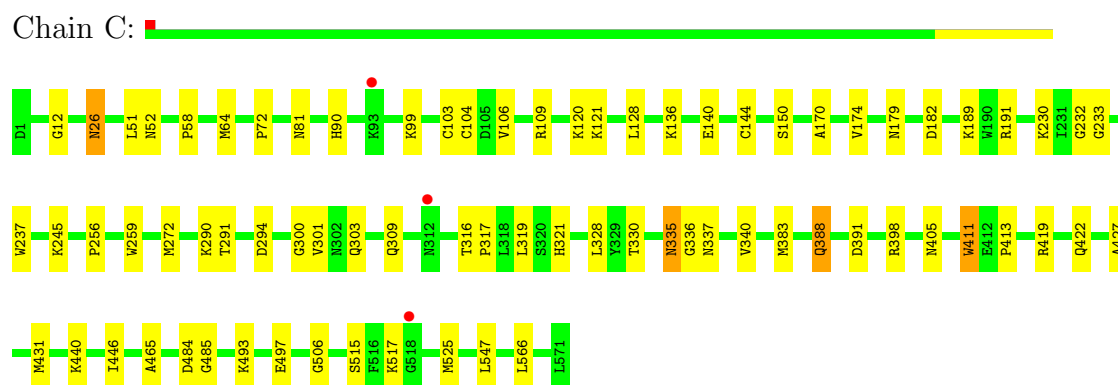 Chain C:
D1 G12 N26 L51 N52 P58 M64 P72 N81 H90 K93 K99 C103 C104 D105 V106 R109 K120 K121 L128 K136 E140 C144 S150 A170 V174 N179 D182 K189 W190 R191 K230 I231 G232 G233
W237 K245 P256 W259 M272 K290 T291 D294 G300 V301 N302 Q303 Q309 N312 T316 P317 L318 L319 S320 H321 L328 Y329 T330 N335 G336 N337 V340 M383 Q388 D391 R398 N405 W411 E412 P413 R419 Q422 A427
M431 K440 I446 A465 D484 G485 K493 E497 G506 S515 F516 K517 G518 M525 L547 L566 L571